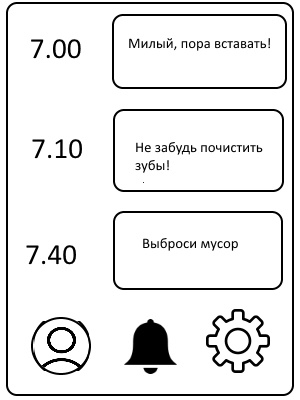 7.00
Милый, пора вставать!
7.10
Не забудь почистить
зубы!
.
7.40
Выброси мусор